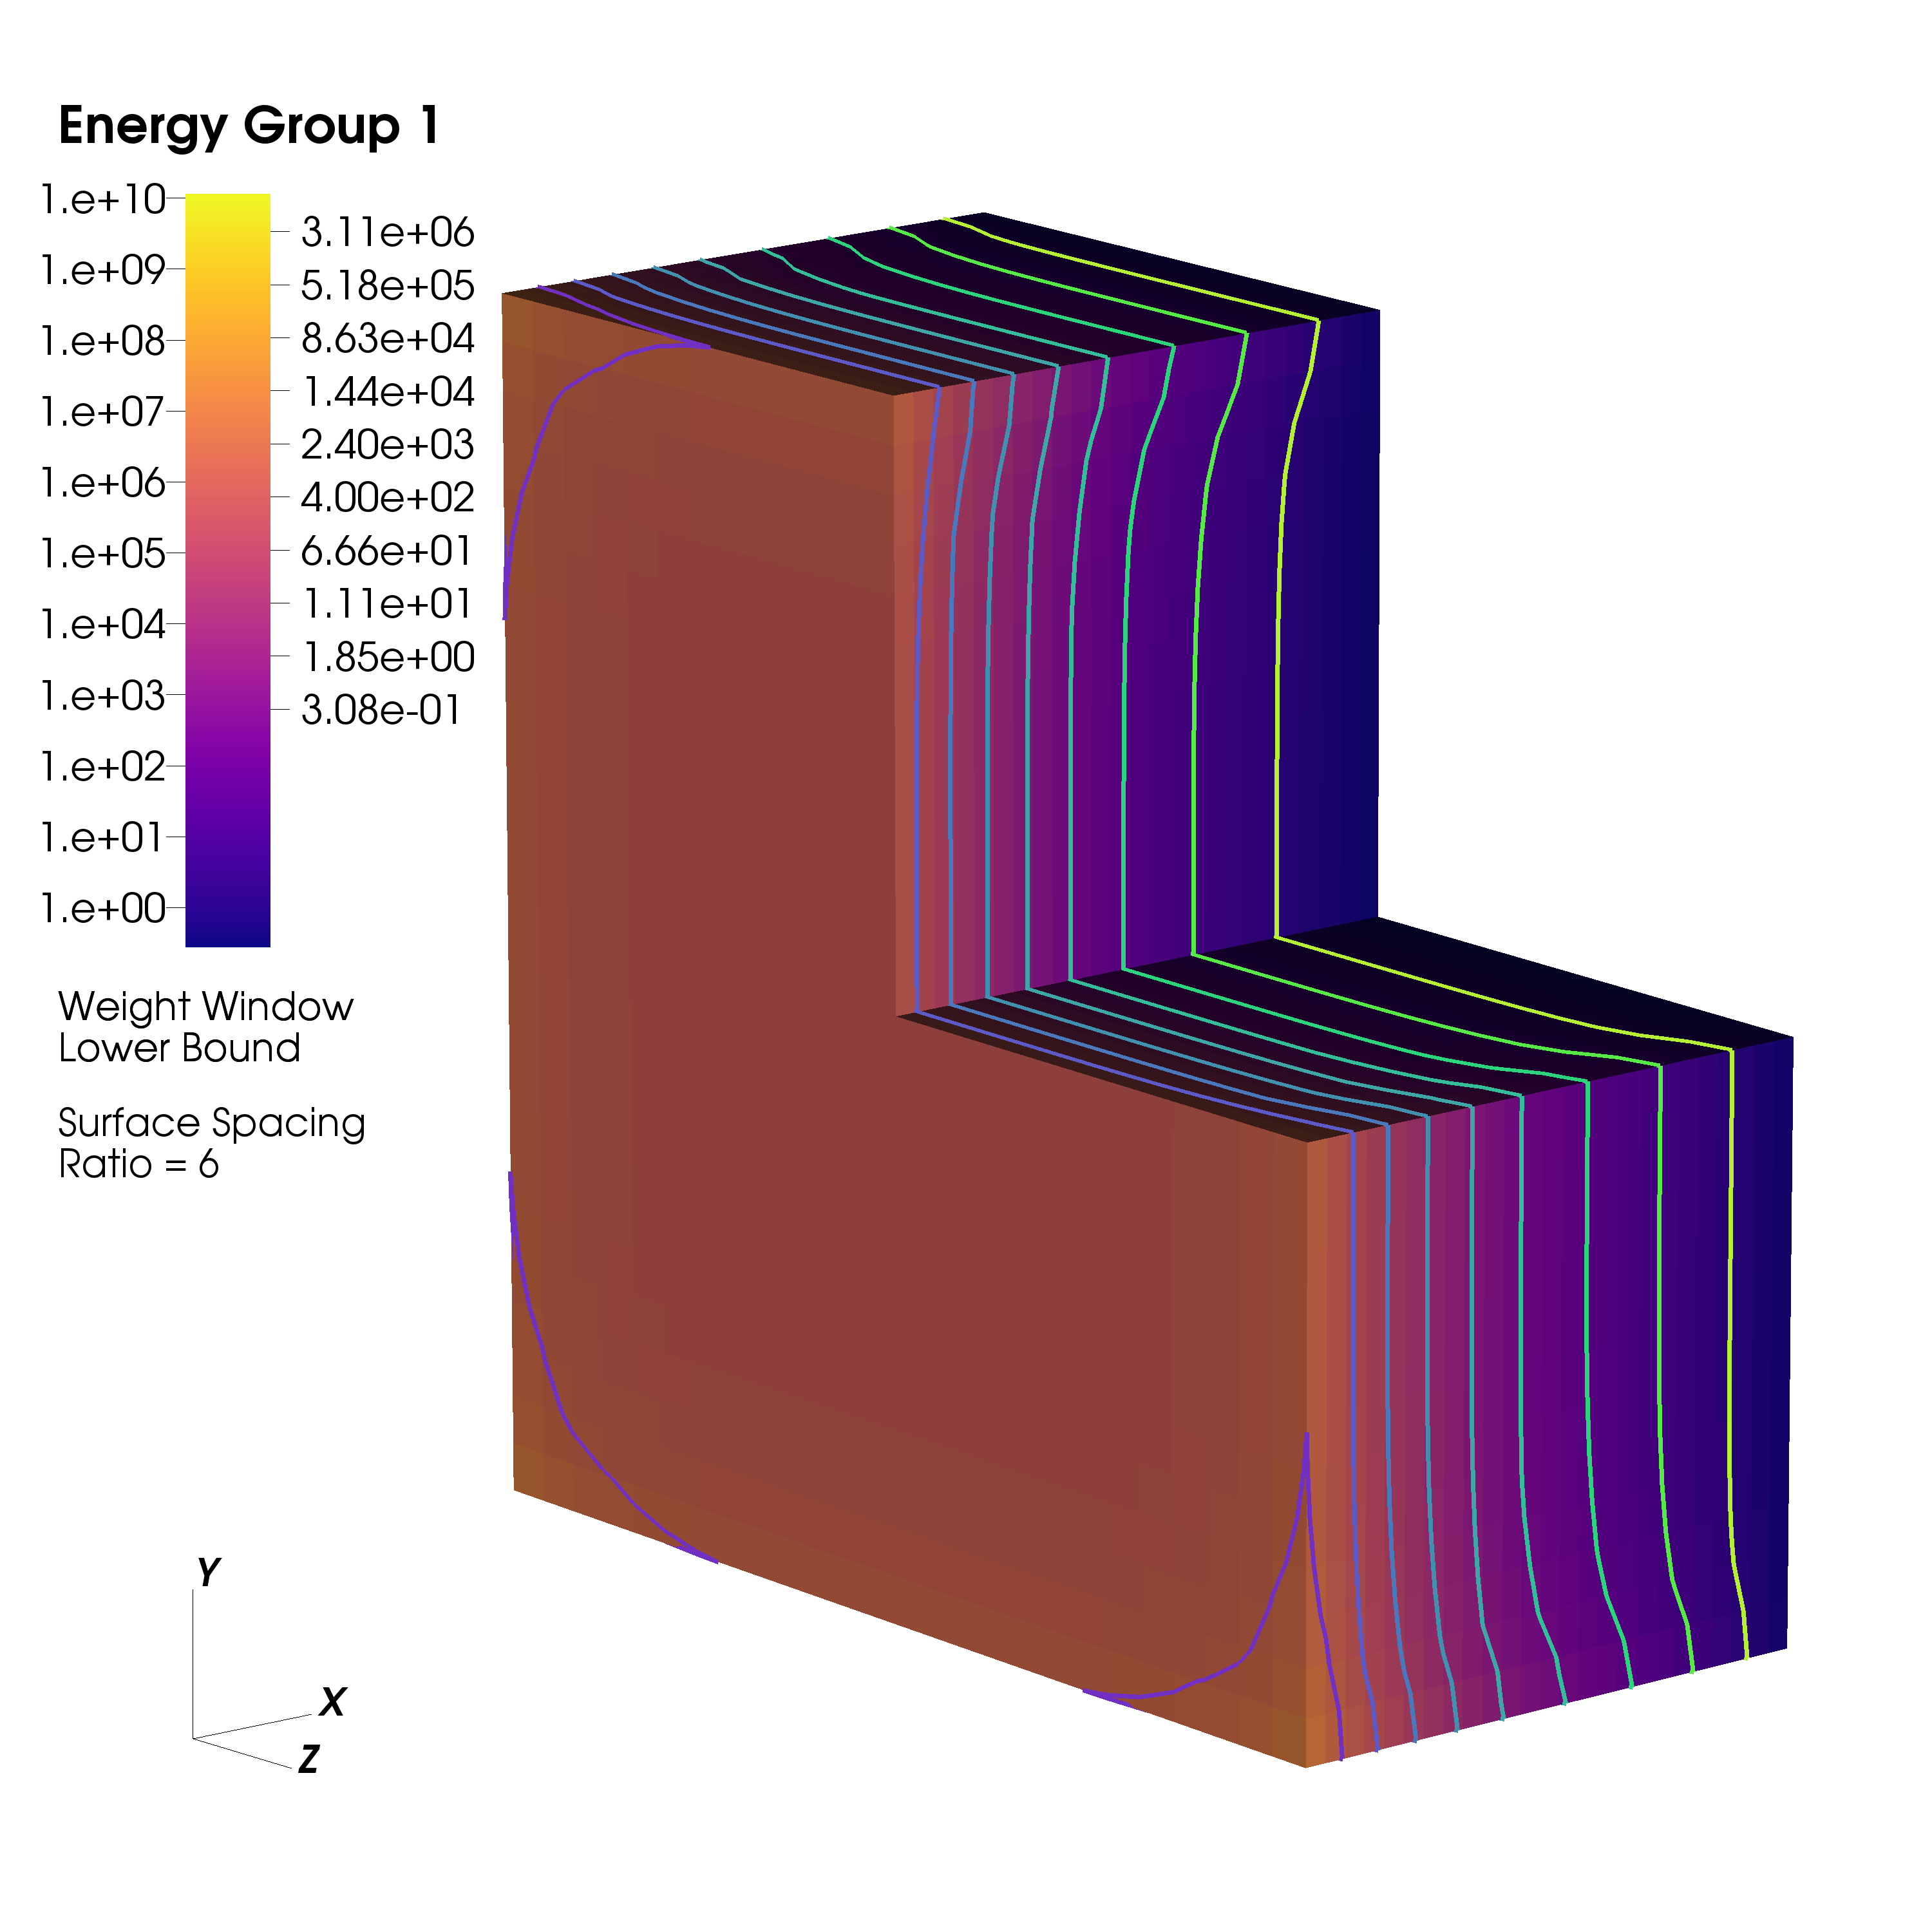 Energy Group 1
1.e+10
1.e+09
1.e+08
1.e+07
1.e+06
1.e+05
1.e+04
1.e+03
1.e+02
1.e+01
1.e+00
3.11e+06
5.18e+05
8.63e+04
1.44e+04
2.40e+03
4.00e+02
6.66e+01
1.11e+01
1.85e+00
3.08e-01
Weight Window
Lower Bound
Surface Spacing
Ratio = 6
Y
X
Z